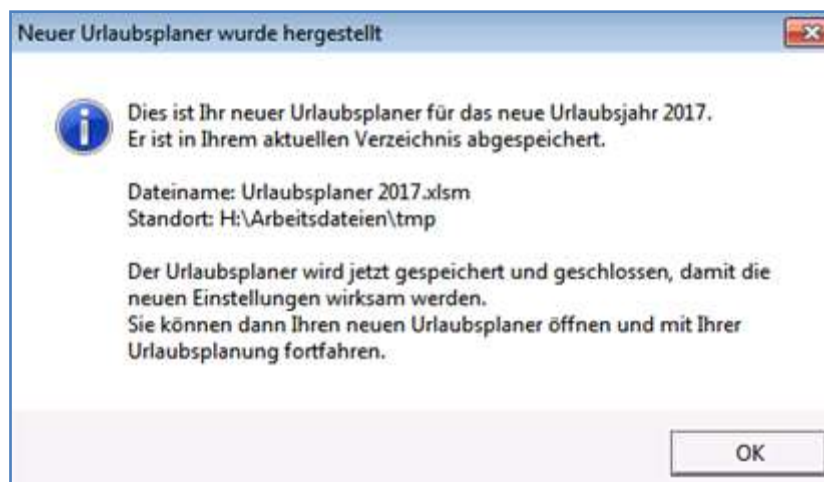 Neuer Urlaubsplaner wurde hergestellt
Dies ist Ihr neuer Urlaubsplaner für das neue Urlaubsjahr 2017.
Er ist in Ihrem aktuellen Verzeichnis abgespeichert.
Dateiname: Urlaubsplaner 2017.xlsm
Standort: H:\Arbeitsdateien\tmp
Der Urlaubsplaner wird jetzt gespeichert und geschlossen, damit die
neuen Einstellungen wirksam werden.
Sie können dann Ihren neuen Urlaubsplaner öffnen und mit Ihrer
Urlaubsplanung fortfahren.
OK